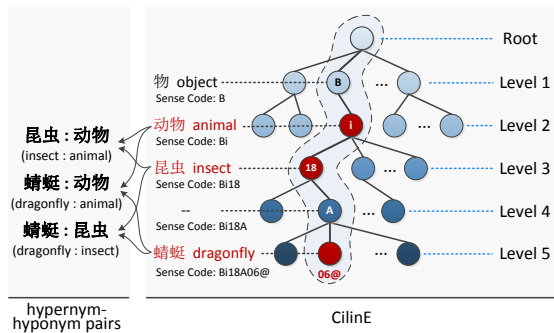 Root
物 object
B
...
Level 1
Sense Code: B
动物 animal
i
...
Level 2
Sense Code: Bi
昆虫 : 动物
(insect : animal)
昆虫 insect
18
...
Level 3
Sense Code: Bi18
蜻蜓 : 动物
(dragonfly : animal)
--
A
...
Level 4
Sense Code: Bi18A
蜻蜓 : 昆虫
(dragonfly : insect)
蜻蜓 dragonfly
...
Level 5
Sense Code: Bi18A06@
06@
hypernym-
hyponym pairs
CilinE